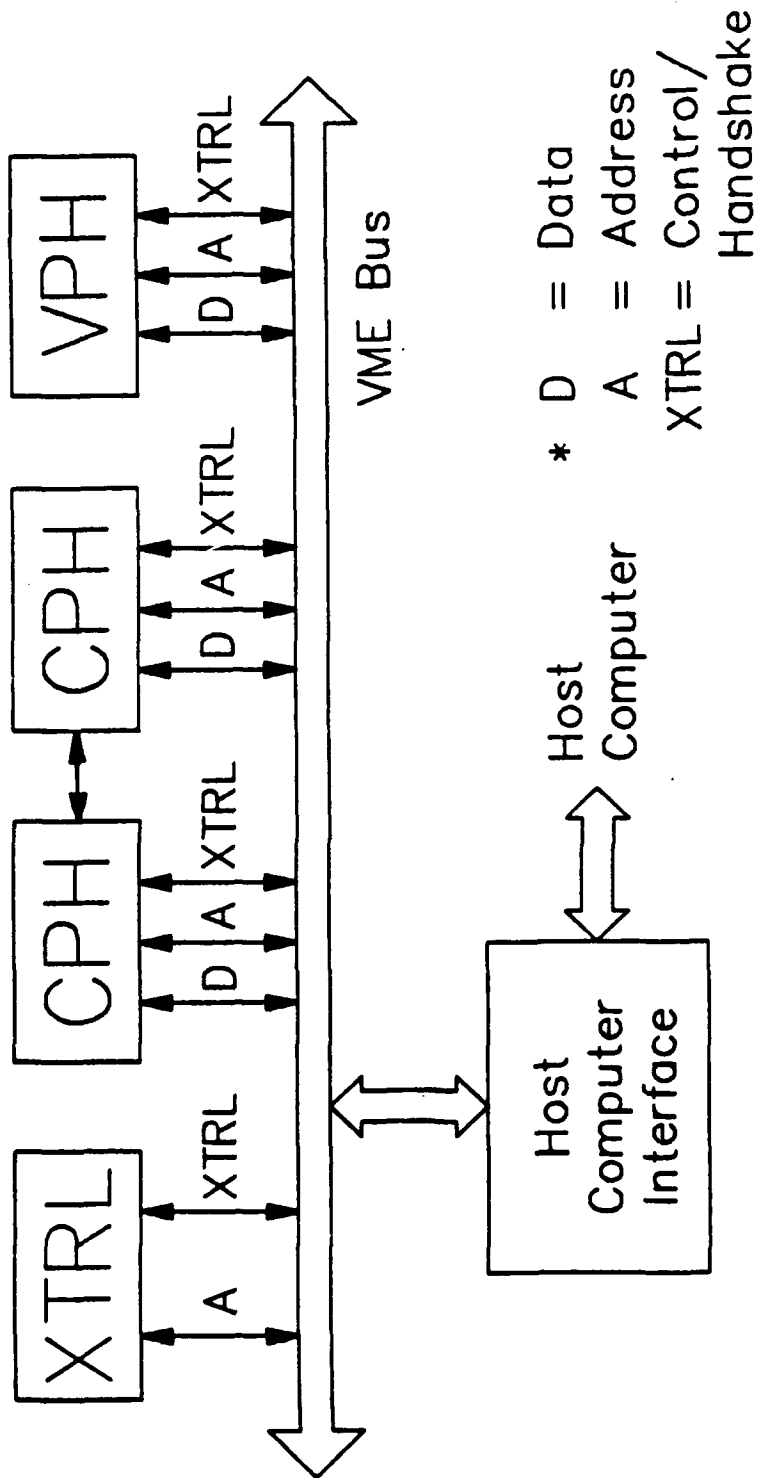 XTRL
CPH
CPH
VPH
A
XTRL
D
A
XTRL
D
A
XTRL
D
A
XTRL
VME Bus
Host
Computer
Interface
Host
Computer
* D = Data
A = Address
XTRL = Control/
Handshake